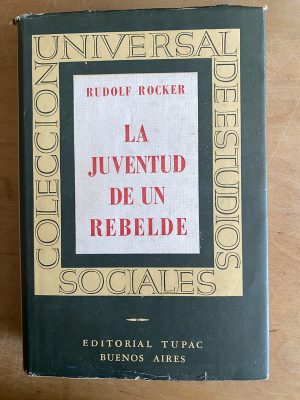 COLECCION
UNIVERSAL
DE ESTUDIOS
SOCIALES
RUDOLF ROCKER
LA
JUVENTUD
DE UN
REBELDE
EDITORIAL TUPAC
BUENOS AIRES